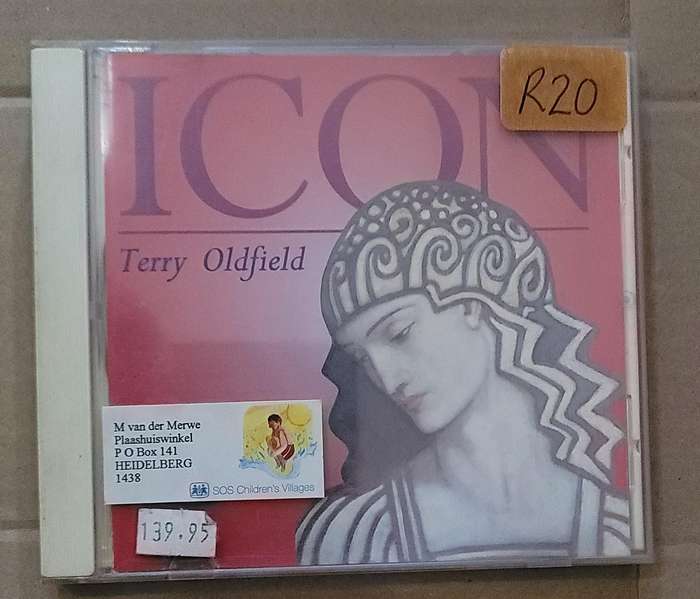 ICON
R20
Terry Oldfield
M van der Merwe
Plaashuiswinkel
P O Box 141
HEIDELBERG
1438
SOS Children's Villages
139.95